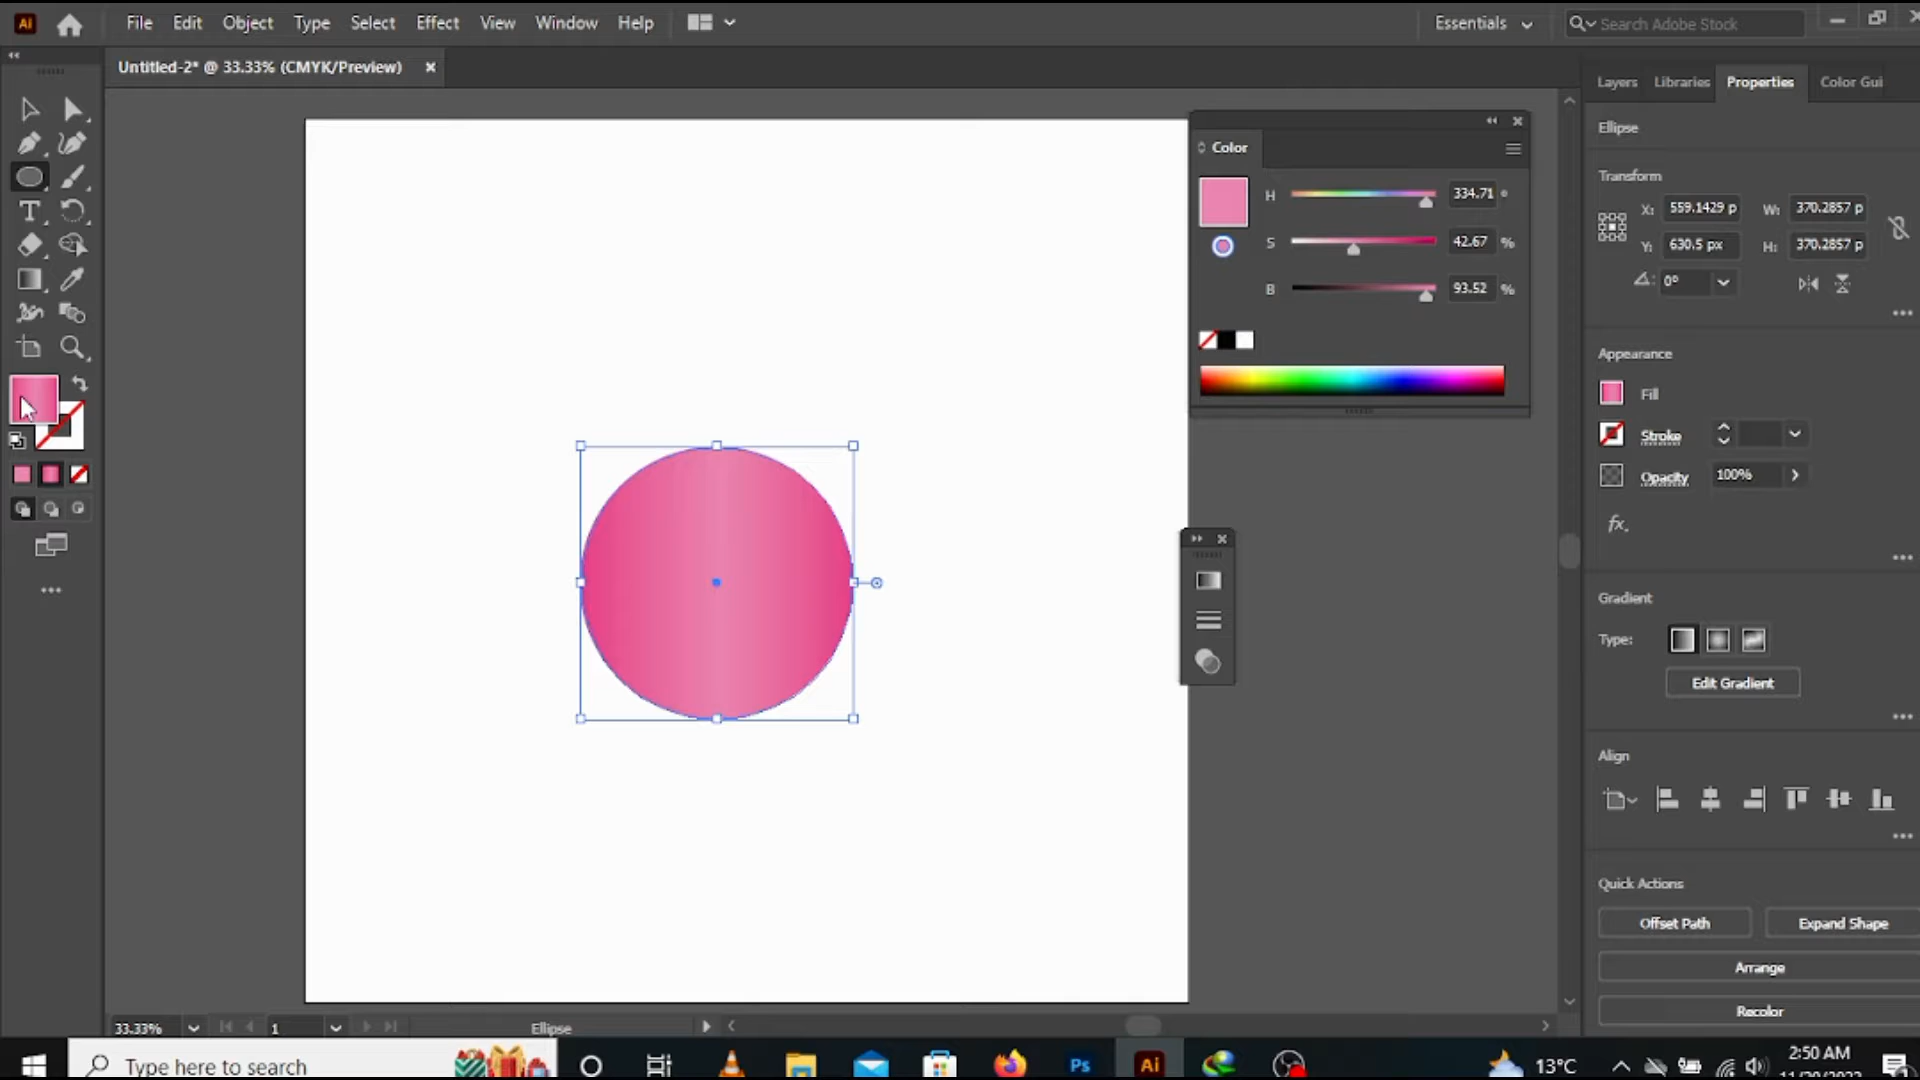 Ai File Edit Object Type Select Effect View Window Help Essentials Search Adobe Stock
Untitled-2* @ 33.33% (CMYK/Preview)
Layers Libraries Properties Color Gui
Ellipse
Transform
X: 559.1429 p W: 370.2857 p
Y: 630.5 px H: 370.2857 p
0°
Color
H 334.71 °
S 42.67 %
B 93.52 %
Appearance
Fill
Stroke
Opacity 100%
fx.
Gradient
Type:
Edit Gradient
Align
Quick Actions
Offset Path Expand Shape
Arrange
Recolor
33.33% 1 Ellipse
Type here to search Ps Ai 13°C 2:50 AM